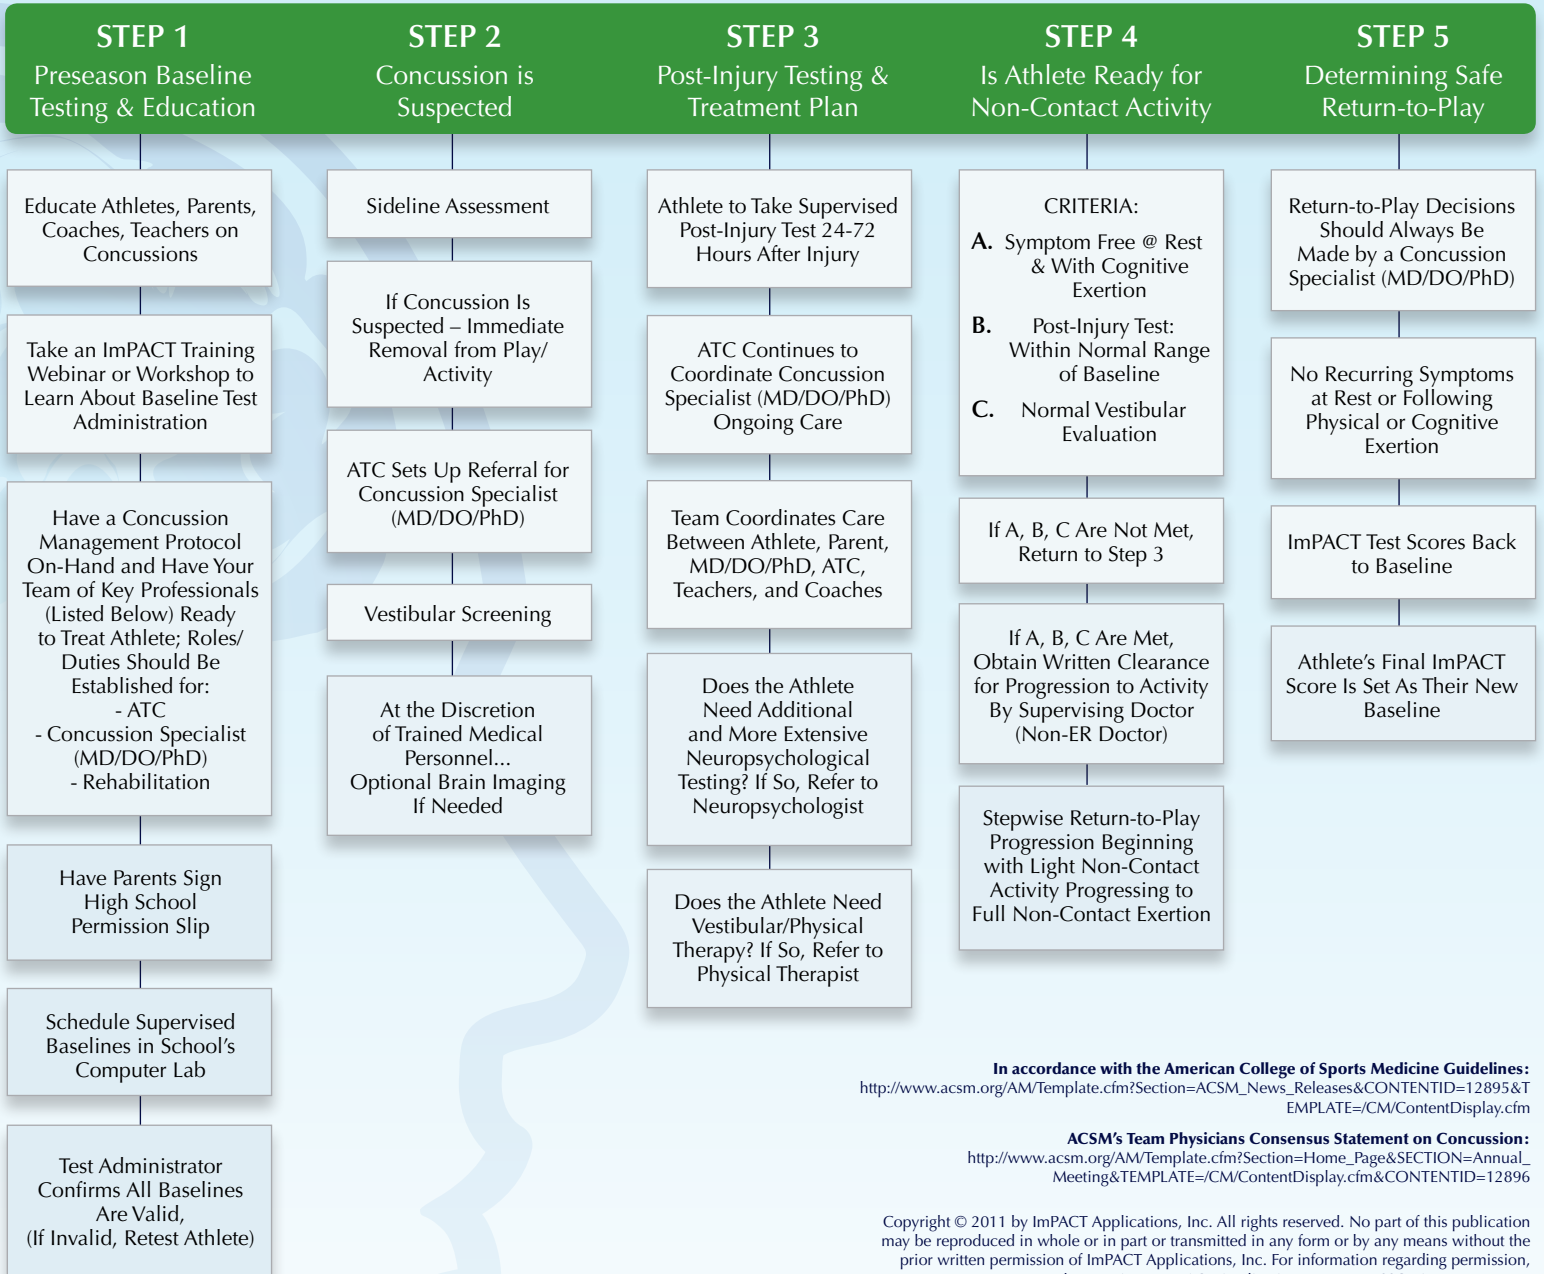 STEP 1
Preseason Baseline
Testing & Education
STEP 2
Concussion is
Suspected
STEP 3
Post-Injury Testing &
Treatment Plan
STEP 4
Is Athlete Ready for
Non-Contact Activity
STEP 5
Determining Safe
Return-to-Play
Educate Athletes, Parents,
Coaches, Teachers on
Concussions
Take an ImPACT Training
Webinar or Workshop to
Learn About Baseline Test
Administration
Have a Concussion
Management Protocol
On-Hand and Have Your
Team of Key Professionals
(Listed Below) Ready
to Treat Athlete; Roles/
Duties Should Be
Established for:
- ATC
- Concussion Specialist
(MD/DO/PhD)
- Rehabilitation
Have Parents Sign
High School
Permission Slip
Schedule Supervised
Baselines in School's
Computer Lab
Test Administrator
Confirms All Baselines
Are Valid,
(If Invalid, Retest Athlete)
Sideline Assessment
If Concussion Is
Suspected – Immediate
Removal from Play/
Activity
ATC Sets Up Referral for
Concussion Specialist
(MD/DO/PhD)
Vestibular Screening
At the Discretion
of Trained Medical
Personnel...
Optional Brain Imaging
If Needed
Athlete to Take Supervised
Post-Injury Test 24-72
Hours After Injury
ATC Continues to
Coordinate Concussion
Specialist (MD/DO/PhD)
Ongoing Care
Team Coordinates Care
Between Athlete, Parent,
MD/DO/PhD, ATC,
Teachers, and Coaches
Does the Athlete
Need Additional
and More Extensive
Neuropsychological
Testing? If So, Refer to
Neuropsychologist
Does the Athlete Need
Vestibular/Physical
Therapy? If So, Refer to
Physical Therapist
CRITERIA:
A. Symptom Free @ Rest
& With Cognitive
Exertion
B. Post-Injury Test:
Within Normal Range
of Baseline
C. Normal Vestibular
Evaluation
If A, B, C Are Not Met,
Return to Step 3
If A, B, C Are Met,
Obtain Written Clearance
for Progression to Activity
By Supervising Doctor
(Non-ER Doctor)
Stepwise Return-to-Play
Progression Beginning
with Light Non-Contact
Activity Progressing to
Full Non-Contact Exertion
Return-to-Play Decisions
Should Always Be
Made by a Concussion
Specialist (MD/DO/PhD)
No Recurring Symptoms
at Rest or Following
Physical or Cognitive
Exertion
ImPACT Test Scores Back
to Baseline
Athlete's Final ImPACT
Score Is Set As Their New
Baseline
In accordance with the American College of Sports Medicine Guidelines:
http://www.acsm.org/AM/Template.cfm?Section=ACSM_News_Releases&CONTENTID=12895&T
EMPLATE=/CM/ContentDisplay.cfm
ACSM's Team Physicians Consensus Statement on Concussion:
http://www.acsm.org/AM/Template.cfm?Section=Home_Page&SECTION=Annual_
Meeting&TEMPLATE=/CM/ContentDisplay.cfm&CONTENTID=12896
Copyright © 2011 by ImPACT Applications, Inc. All rights reserved. No part of this publication
may be reproduced in whole or in part or transmitted in any form or by any means without the
prior written permission of ImPACT Applications, Inc. For information regarding permission,